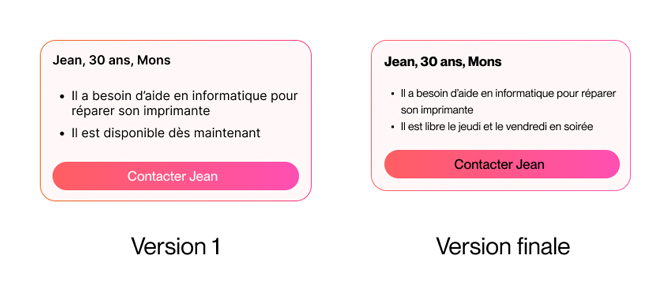 Jean, 30 ans, Mons
• Il a besoin d'aide en informatique pour
réparer son imprimante
• Il est disponible dès maintenant
Contacter Jean
Version 1
Jean, 30 ans, Mons
• Il a besoin d'aide en informatique pour réparer
son imprimante
• Il est libre le jeudi et le vendredi en soirée
Contacter Jean
Version finale